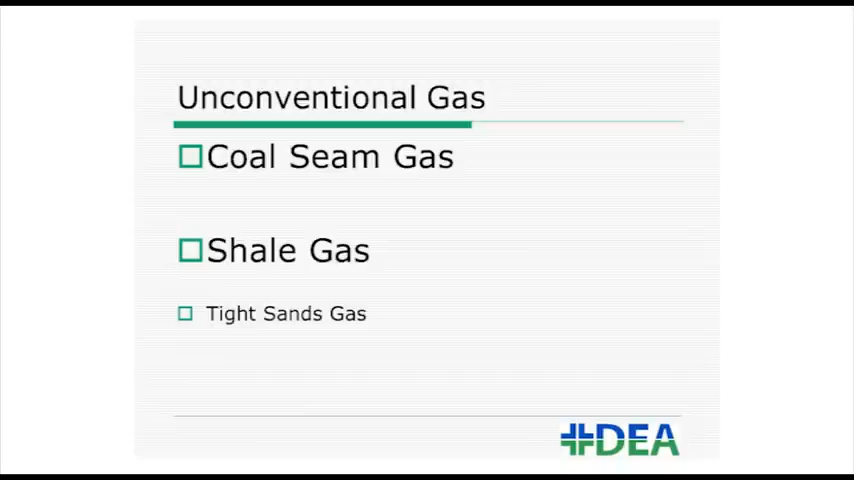 Unconventional Gas
Coal Seam Gas
Shale Gas
Tight Sands Gas
DEA